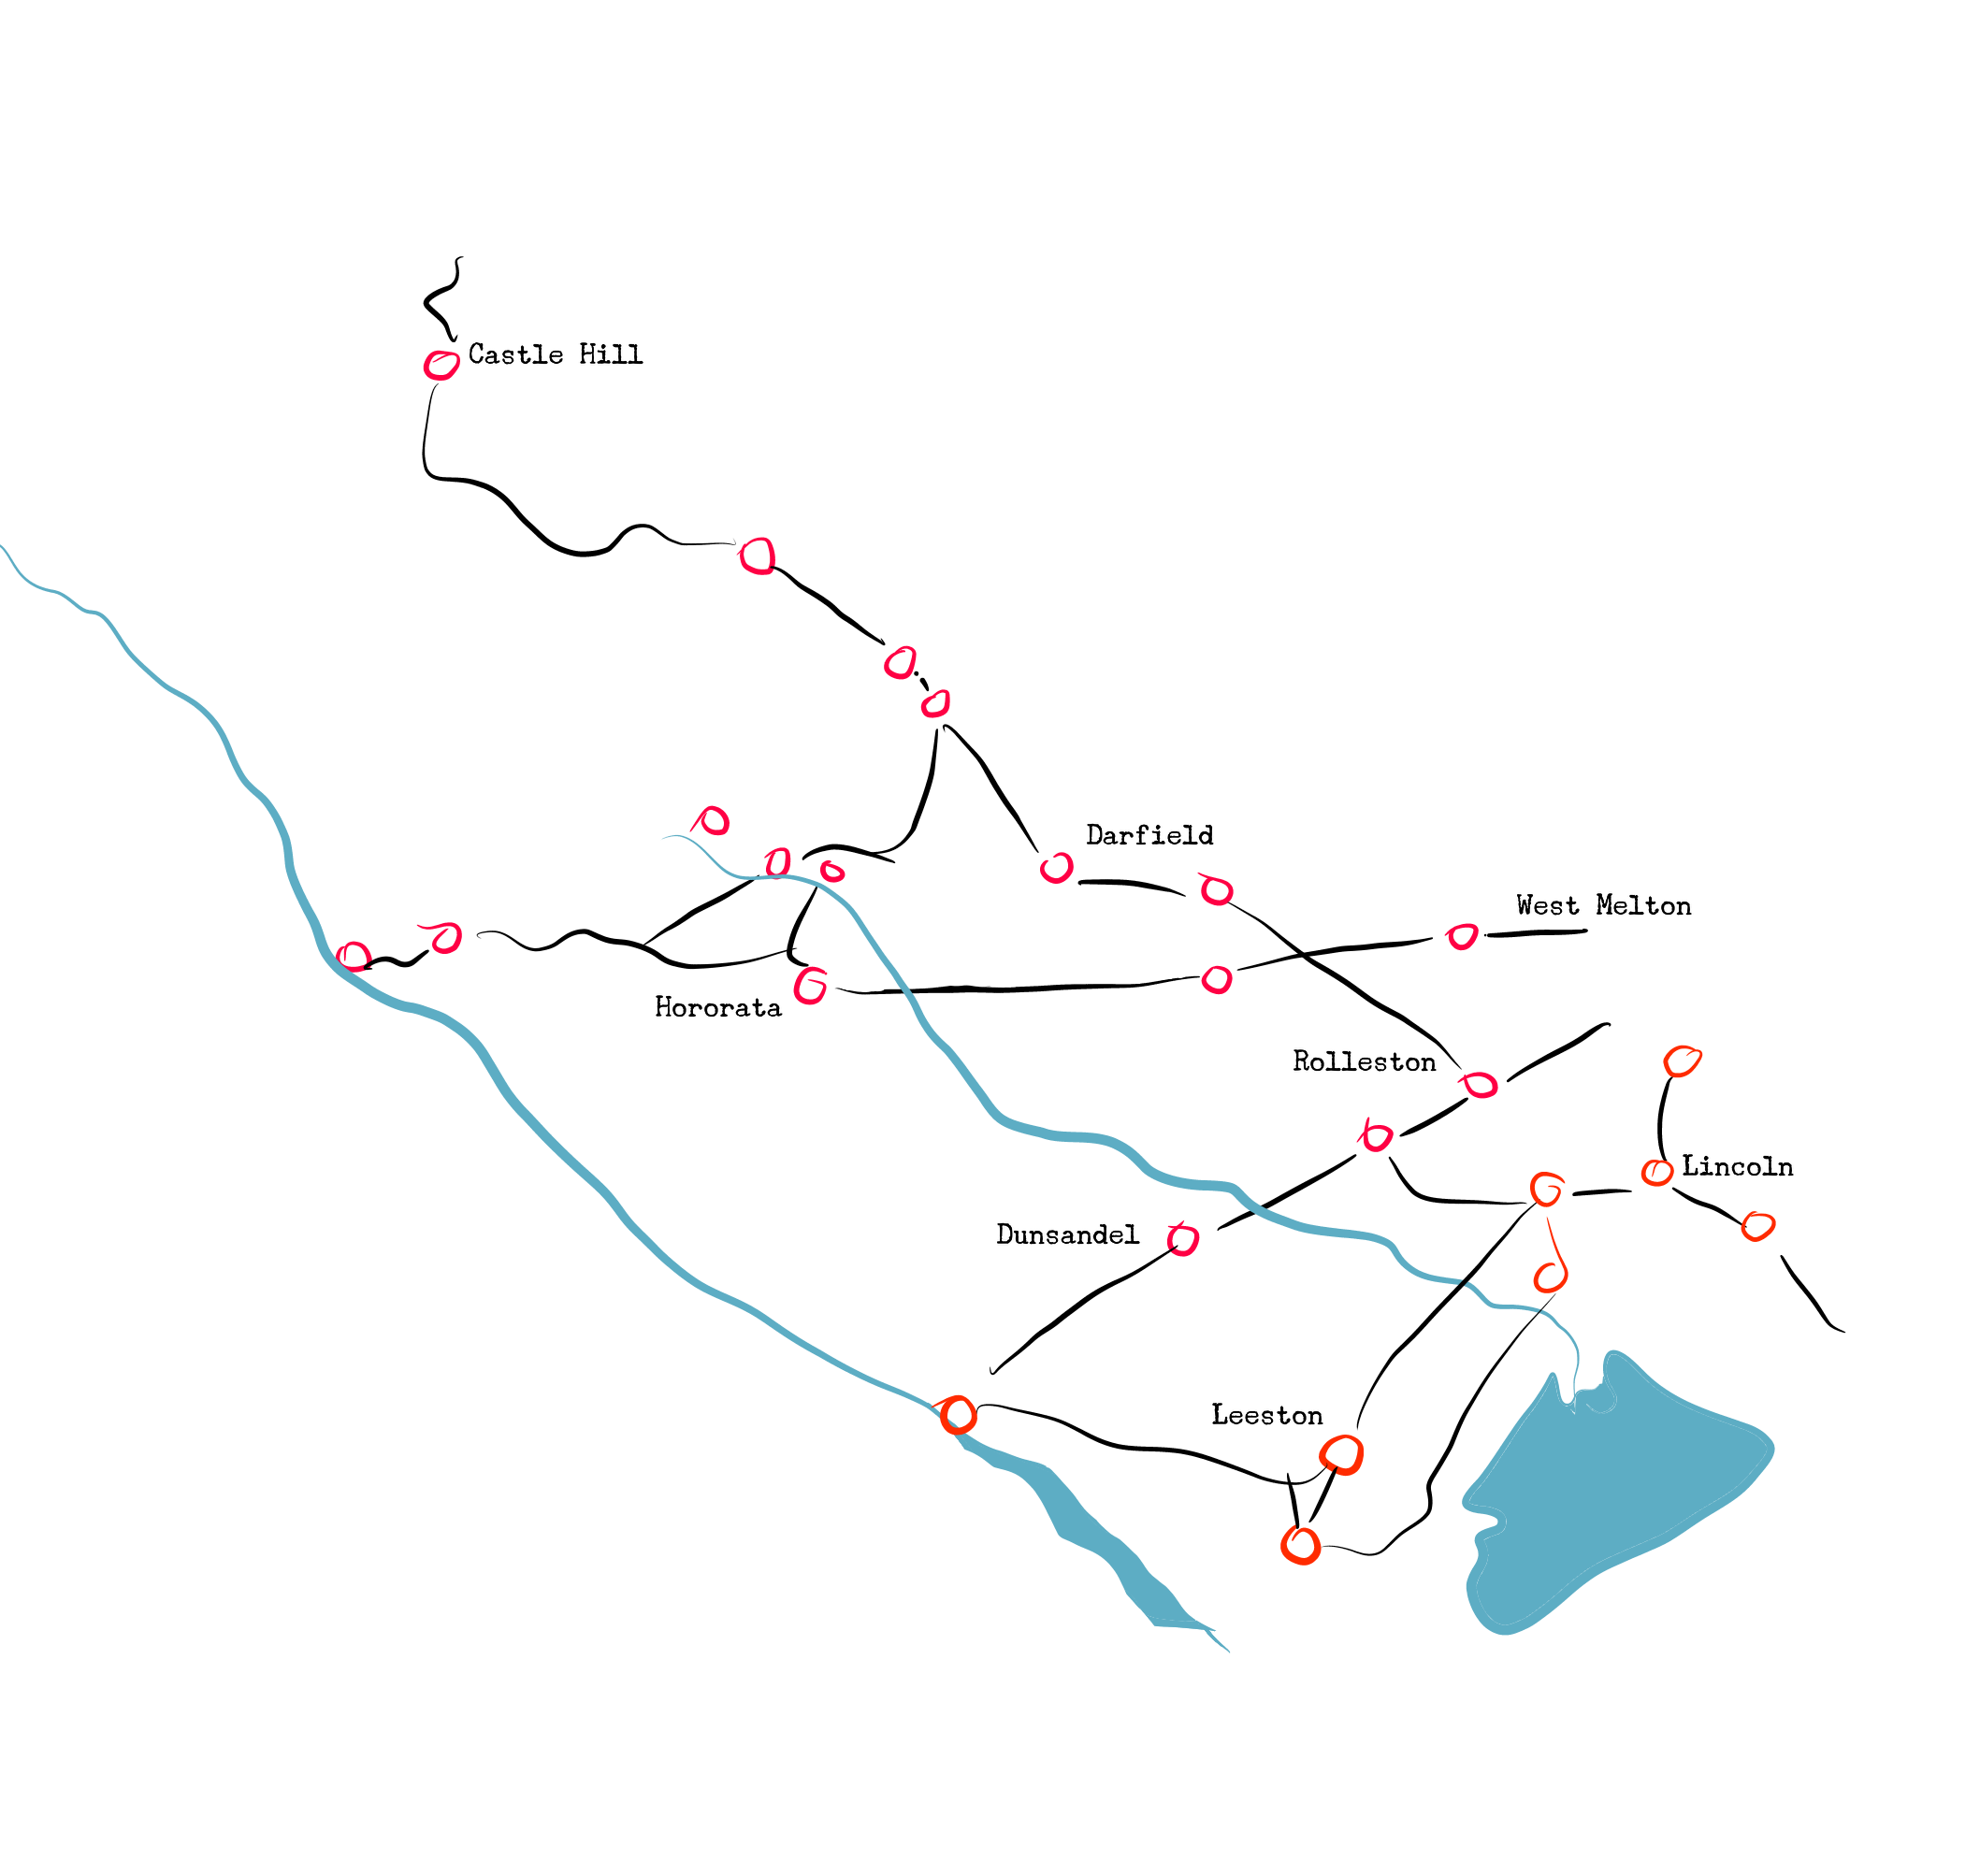 Castle Hill
Darfield
West Melton
Hororata
Rolleston
Lincoln
Dunsandel
Leeston